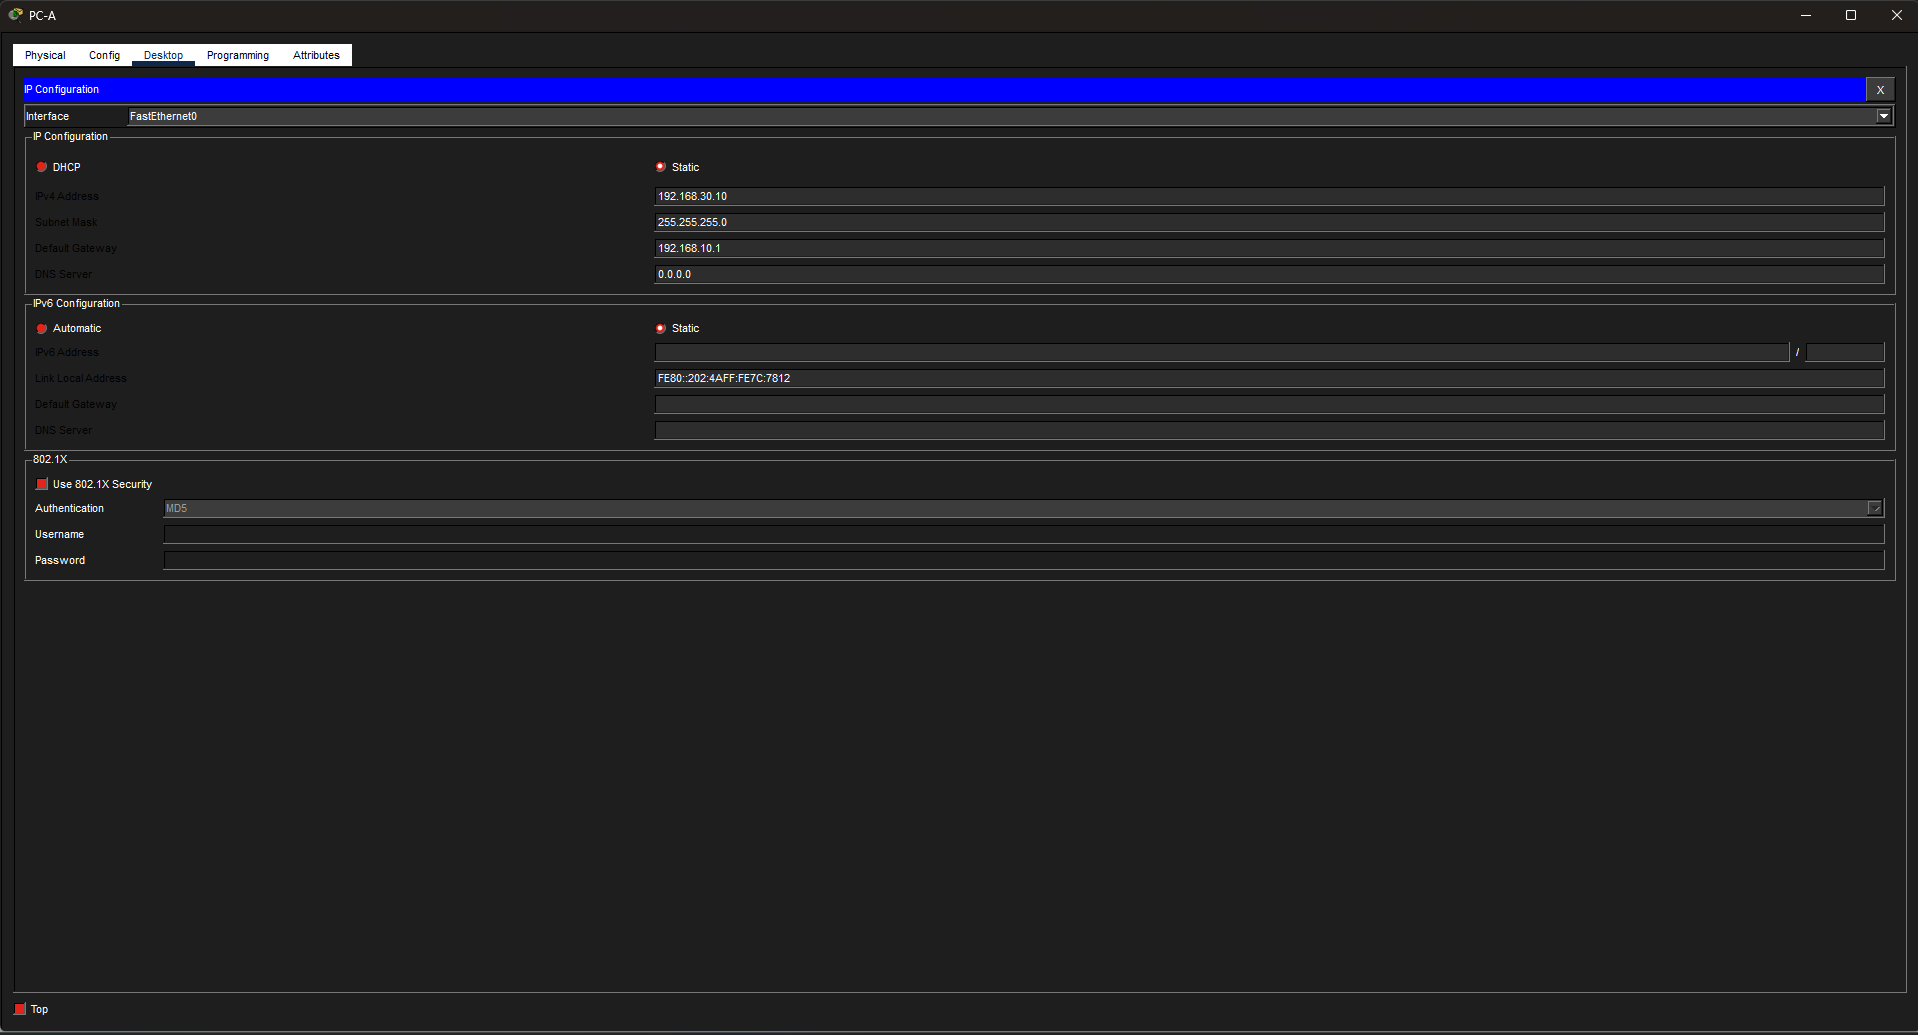 PC-A
Physical Config Desktop Programming Attributes
IP Configuration X
Interface FastEthernet0
IP Configuration
DHCP Static
IPv4 Address 192.168.30.10
Subnet Mask 255.255.255.0
Default Gateway 192.168.10.1
DNS Server 0.0.0.0
IPv6 Configuration
Automatic Static
IPv6 Address /
Link Local Address FE80::202:4AFF:FE7C:7812
Default Gateway
DNS Server
802.1X
Use 802.1X Security
Authentication MD5
Username
Password
Top